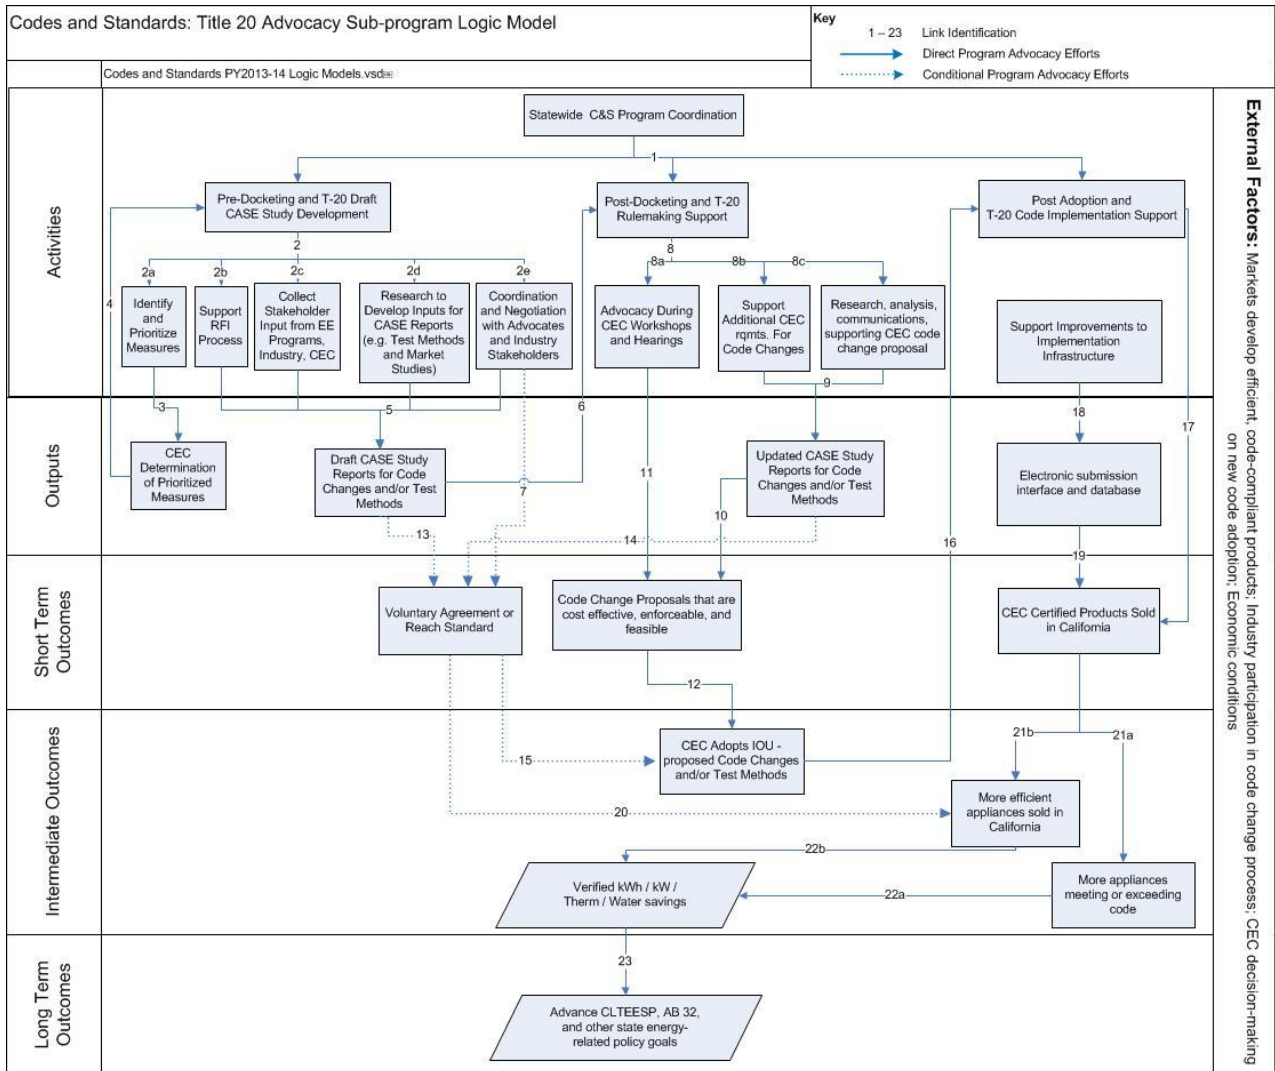 Codes and Standards: Title 20 Advocacy Sub-program Logic Model
Key
1 – 23 Link Identification
Direct Program Advocacy Efforts
Conditional Program Advocacy Efforts
Codes and Standards PY2013-14 Logic Models.vsd
External Factors: Markets develop efficient, code-compliant products; Industry participation in code change process; CEC decision-making
on new code adoption; Economic conditions
Activities
Statewide C&S Program Coordination
1
Pre-Docketing and T-20 Draft
CASE Study Development
Post-Docketing and T-20
Rulemaking Support
Post Adoption and
T-20 Code Implementation Support
2
2a
2b
2c
2d
2e
8
8a
8b
8c
4
Identify
and
Prioritize
Measures
Support
RFI
Process
Collect
Stakeholder
Input from EE
Programs,
Industry, CEC
Research to
Develop Inputs for
CASE Reports
(e.g. Test Methods
and Market
Studies)
Coordination
and Negotiation
with Advocates
and Industry
Stakeholders
Advocacy During
CEC Workshops
and Hearings
Support
Additional CEC
rqmts. For
Code Changes
Research, analysis,
communications,
supporting CEC code
change proposal
Support Improvements to
Implementation
Infrastructure
9
Outputs
3
5
6
18
17
CEC
Determination
of Prioritized
Measures
Draft CASE Study
Reports for Code
Changes and/or Test
Methods
7
11
Updated CASE Study
Reports for Code
Changes and/or Test
Methods
Electronic submission
interface and database
10
13
14
16
19
Short Term
Outcomes
Voluntary Agreement or
Reach Standard
Code Change Proposals that are
cost effective, enforceable, and
feasible
CEC Certified Products Sold
in California
12
Intermediate Outcomes
21b
21a
15
CEC Adopts IOU -
proposed Code Changes
and/or Test Methods
20
More efficient
appliances sold in
California
22b
Verified kWh / kW /
Therm / Water savings
22a
More appliances
meeting or exceeding
code
Long Term
Outcomes
23
Advance CLTEESP, AB 32,
and other state energy-
related policy goals